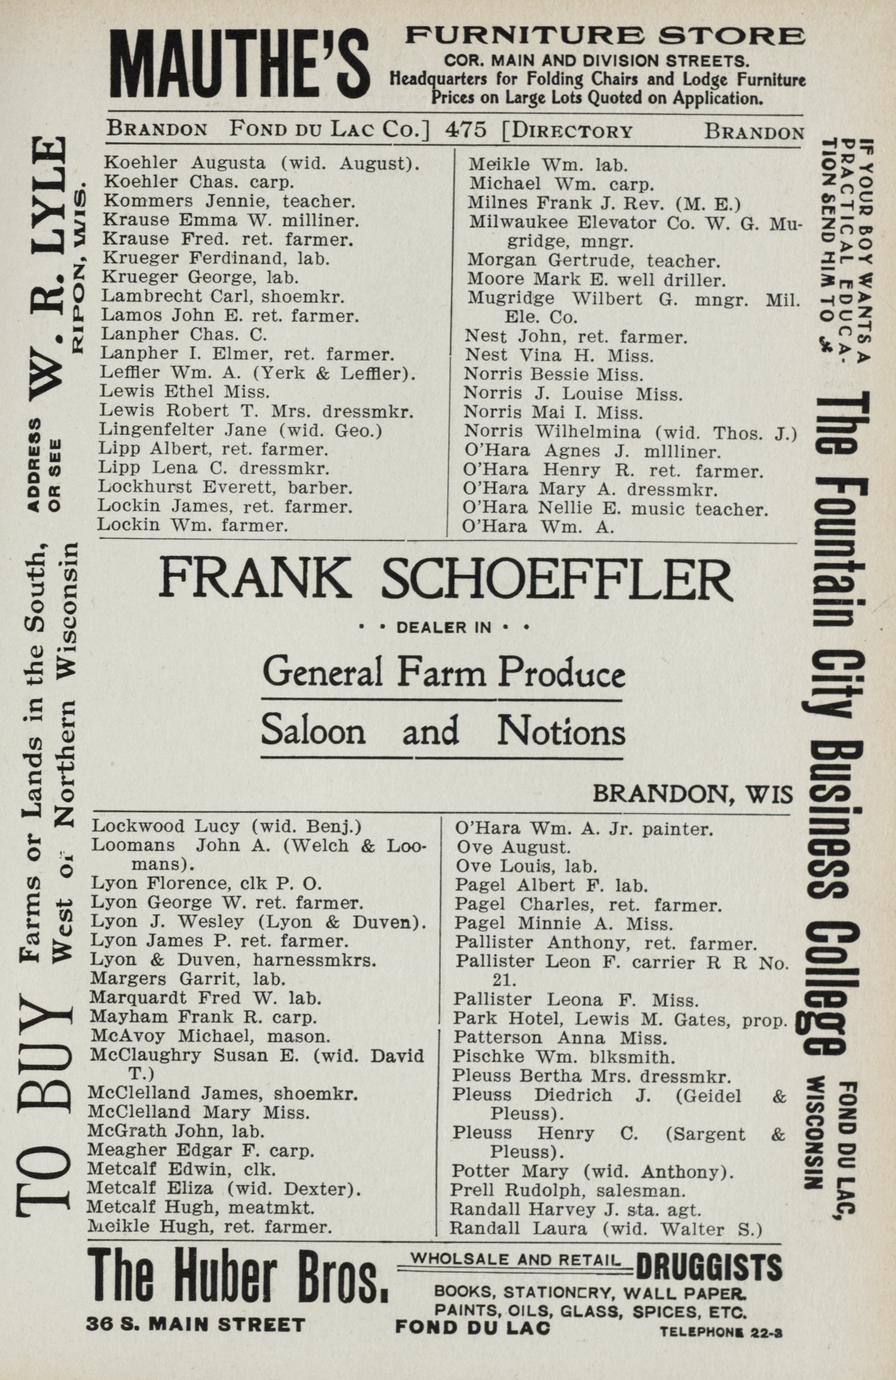 MAUTHE'S
FURNITURE STORE
COR. MAIN AND DIVISION STREETS.
Headquarters for Folding Chairs and Lodge Furniture
Prices on Large Lots Quoted on Application.
BRANDON FOND DU LAC CO.] 475 [DIRECTORY BRANDON
Koehler Augusta (wid. August).
Koehler Chas. carp.
Kommers Jennie, teacher.
Krause Emma W. milliner.
Krause Fred. ret. farmer.
Krueger Ferdinand, lab.
Krueger George, lab.
Lambrecht Carl, shoemkr.
Lamos John E. ret. farmer.
Lanpher Chas. C.
Lanpher I. Elmer, ret. farmer.
Leffler Wm. A. (Yerk & Leffler).
Lewis Ethel Miss.
Lewis Robert T. Mrs. dressmkr.
Lingenfelter Jane (wid. Geo.)
Lipp Albert, ret. farmer.
Lipp Lena C. dressmkr.
Lockhurst Everett, barber.
Lockin James, ret. farmer.
Lockin Wm. farmer.
Meikle Wm. lab.
Michael Wm. carp.
Milnes Frank J. Rev. (M. E.)
Milwaukee Elevator Co. W. G. Mu-
gridge, mngr.
Morgan Gertrude, teacher.
Moore Mark E. well driller.
Mugridge Wilbert G. mngr. Mil.
Ele. Co.
Nest John, ret. farmer.
Nest Vina H. Miss.
Norris Bessie Miss.
Norris J. Louise Miss.
Norris Mai I. Miss.
Norris Wilhelmina (wid. Thos. J.)
O'Hara Agnes J. mllliner.
O'Hara Henry R. ret. farmer.
O'Hara Mary A. dressmkr.
O'Hara Nellie E. music teacher.
O'Hara Wm. A.
FRANK SCHOEFFLER
• • DEALER IN • •
General Farm Produce
Saloon and Notions
BRANDON, WIS
Lockwood Lucy (wid. Benj.)
Loomans John A. (Welch & Loo-
mans).
Lyon Florence, clk P. O.
Lyon George W. ret. farmer.
Lyon J. Wesley (Lyon & Duven).
Lyon James P. ret. farmer.
Lyon & Duven, harnessmkrs.
Margers Garrit, lab.
Marquardt Fred W. lab.
Mayham Frank R. carp.
McAvoy Michael, mason.
McClaughry Susan E. (wid. David
T.)
McClelland James, shoemkr.
McClelland Mary Miss.
McGrath John, lab.
Meagher Edgar F. carp.
Metcalf Edwin, clk.
Metcalf Eliza (wid. Dexter).
Metcalf Hugh, meatmkt.
Meikle Hugh, ret. farmer.
O'Hara Wm. A. Jr. painter.
Ove August.
Ove Louis, lab.
Pagel Albert F. lab.
Pagel Charles, ret. farmer.
Pagel Minnie A. Miss.
Pallister Anthony, ret. farmer.
Pallister Leon F. carrier R R No.
21.
Pallister Leona F. Miss.
Park Hotel, Lewis M. Gates, prop.
Patterson Anna Miss.
Pischke Wm. blksmith.
Pleuss Bertha Mrs. dressmkr.
Pleuss Diedrich J. (Geidel &
Pleuss).
Pleuss Henry C. (Sargent &
Pleuss).
Potter Mary (wid. Anthony).
Prell Rudolph, salesman.
Randall Harvey J. sta. agt.
Randall Laura (wid. Walter S.)
The Huber Bros.
WHOLSALE AND RETAIL DRUGGISTS
BOOKS, STATIONERY, WALL PAPER.
PAINTS, OILS, GLASS, SPICES, ETC.
36 S. MAIN STREET FOND DU LAC TELEPHONE 22-3
TO BUY
Farms or Lands in the South,
West or Northern Wisconsin
ADDRESS
OR SEE
W. R. LYLE
RIPON, WIS.
IF YOUR BOY WANTS A
PRACTICAL EDUCA-
TION SEND HIM TO
The Fountain City Business College
FOND DU LAC,
WISCONSIN